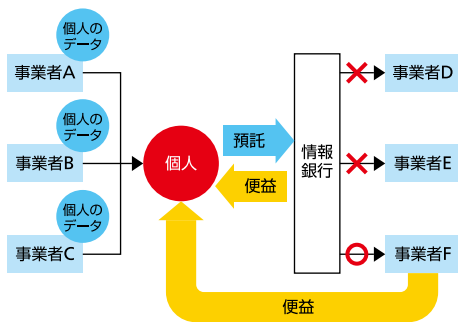 個人の
データ
事業者A
個人の
データ
事業者B
個人の
データ
事業者C
個人
預託
便益
情報
銀行
事業者D
事業者E
事業者F
便益